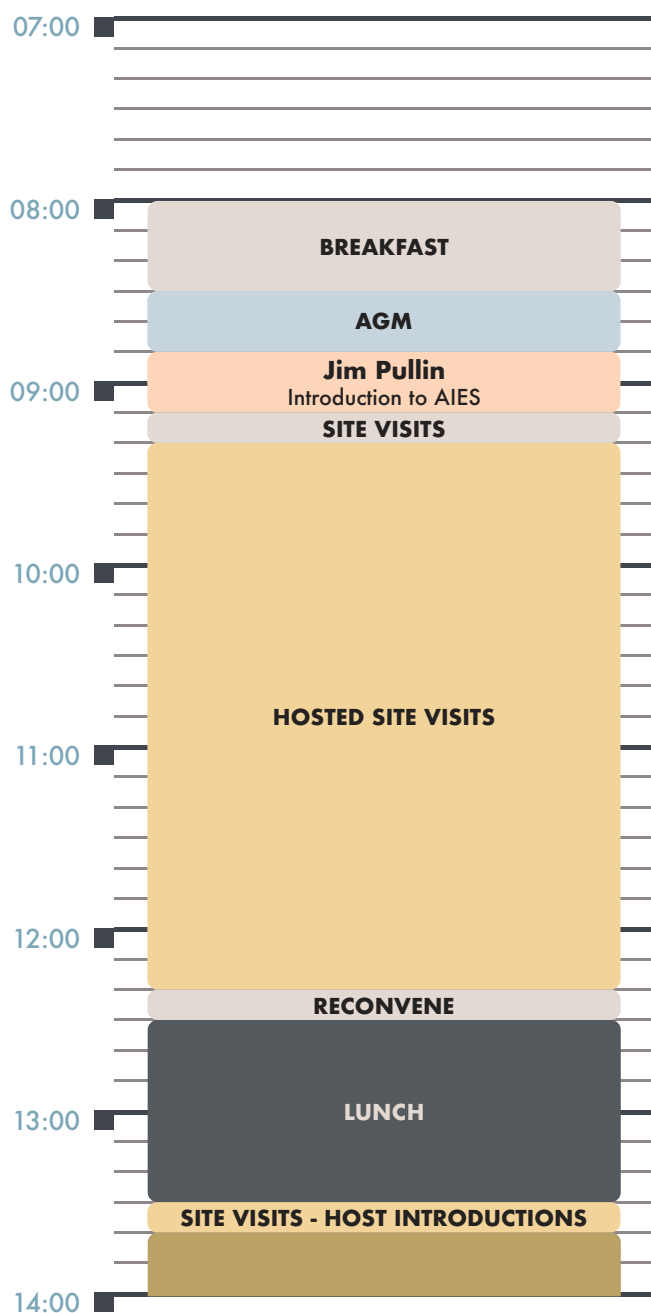 07:00
08:00
BREAKFAST
AGM
Jim Pullin
09:00
Introduction to AIES
SITE VISITS
10:00
HOSTED SITE VISITS
11:00
12:00
RECONVENE
LUNCH
13:00
SITE VISITS - HOST INTRODUCTIONS
14:00